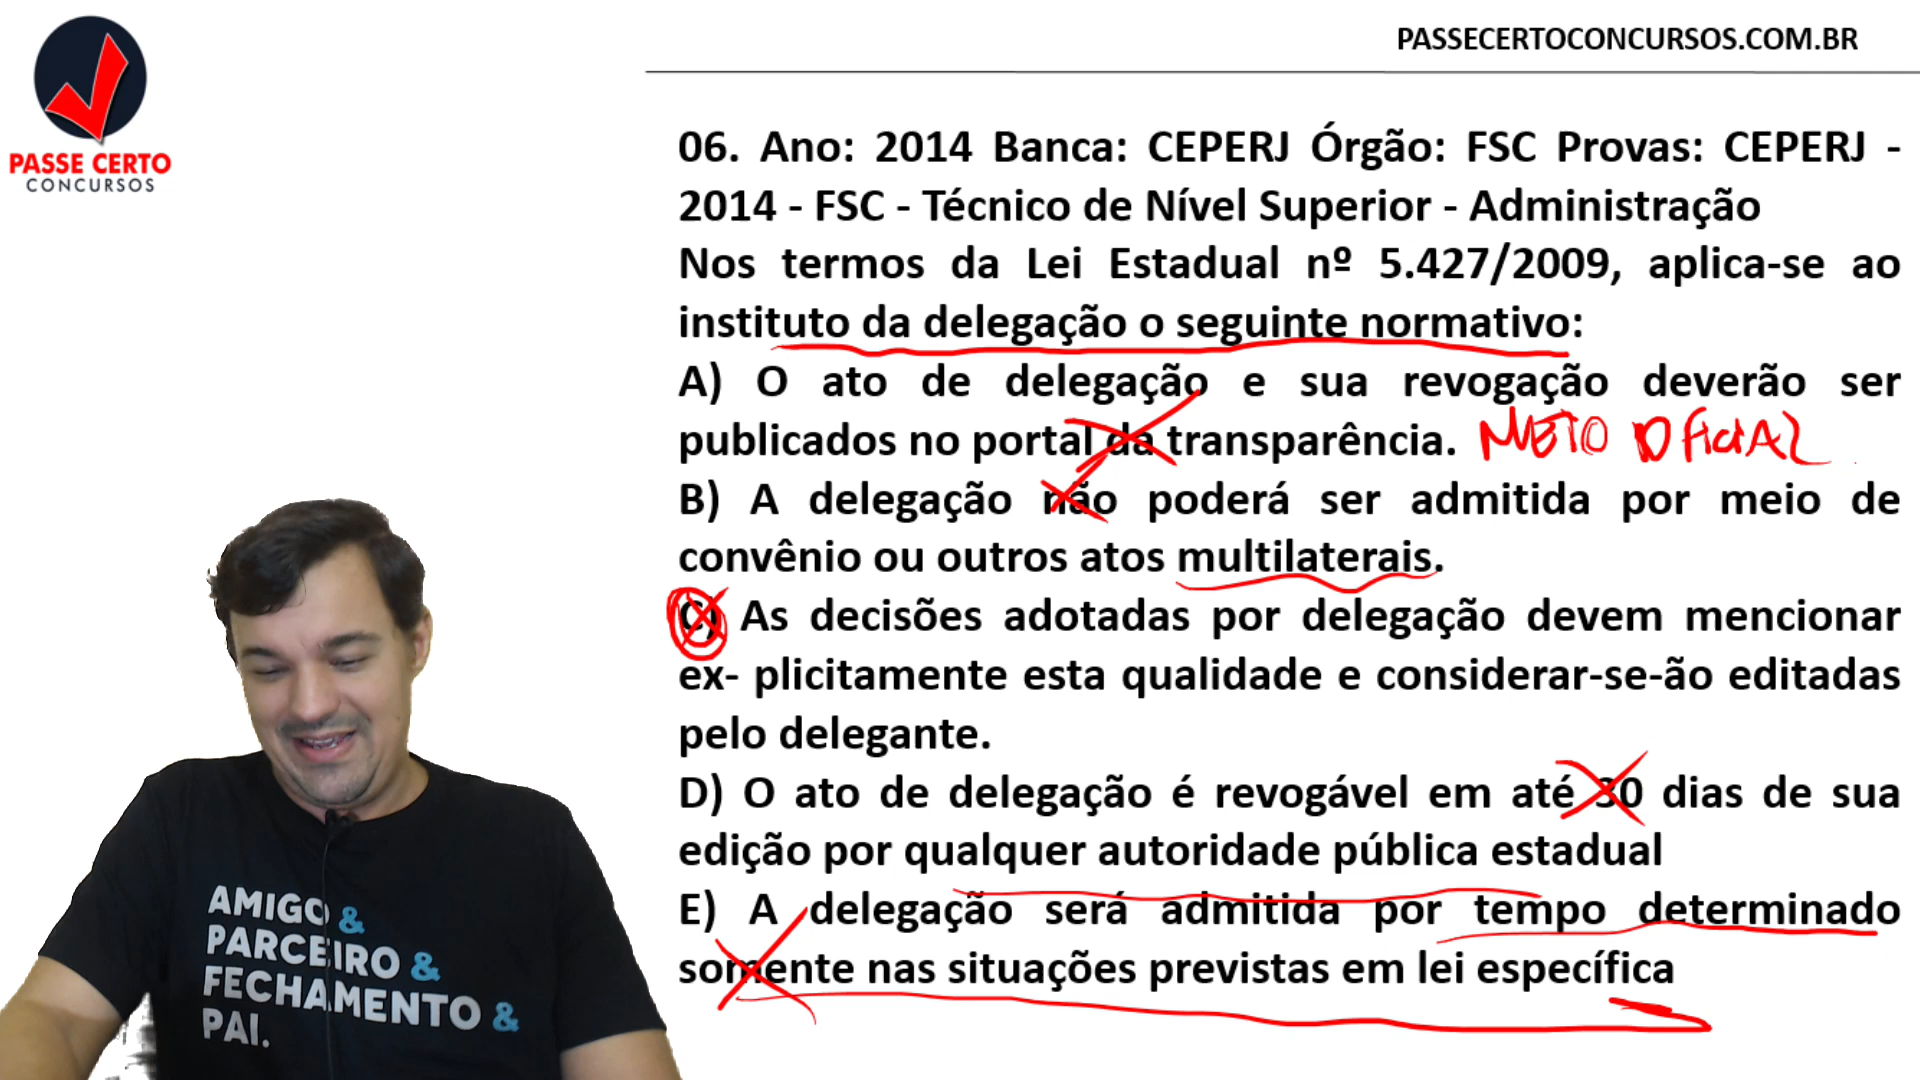 PASSE CERTO
CONCURSOS
PASSECERTOCONCURSOS.COM.BR
06. Ano: 2014 Banca: CEPERJ Órgão: FSC Provas: CEPERJ -
2014 - FSC - Técnico de Nível Superior - Administração
Nos termos da Lei Estadual nº 5.427/2009, aplica-se ao
instituto da delegação o seguinte normativo:
A) O ato de delegação e sua revogação deverão ser
publicados no portal da transparência. MEIO OFICIAL
B) A delegação não poderá ser admitida por meio de
convênio ou outros atos multilaterais.
C) As decisões adotadas por delegação devem mencionar
ex- plicitamente esta qualidade e considerar-se-ão editadas
pelo delegante.
D) O ato de delegação é revogável em até 30 dias de sua
edição por qualquer autoridade pública estadual
E) A delegação será admitida por tempo determinado
somente nas situações previstas em lei específica
AMIGO &
PARCEIRO &
FECHAMENTO &
PAI.